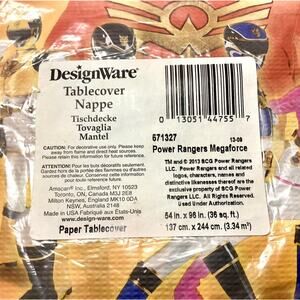 DesignWare®
Tablecover
Nappe
Tischdecke
Tovaglia
Mantel
CAUTION: For decorative use only. Please keep
away from flame and direct heat sources.
Please retain this information for future reference.
ATTENTION: Pour les buts décoratifs seulement.
Gardez hors de la portée des flammes ou d'autres
sources directes de chaleur. Conservez
cette information pour référence future.
Amscan® Inc., Elmsford, NY 10523
Toronto, ON, Canada M3J 2E8
Milton Keynes, England MK10 0DA
NSW, Australia 2148
Made in USA Fabriqué aux États-Unis
www.design-ware.com
Paper Tablecover
0 13051 44755 7
671327 13-09
Power Rangers Megaforce
TM and © 2013 BCG Power Rangers
LLC. Power Rangers and all related
logos, characters, names and
distinctive likenesses thereof are the
exclusive property of BCG Power
Rangers LLC. All Rights Reserved.
Used Under Authorization.
54 in. x 96 in. (36 sq. ft.)
137 cm. x 244 cm. (3.34 m²)